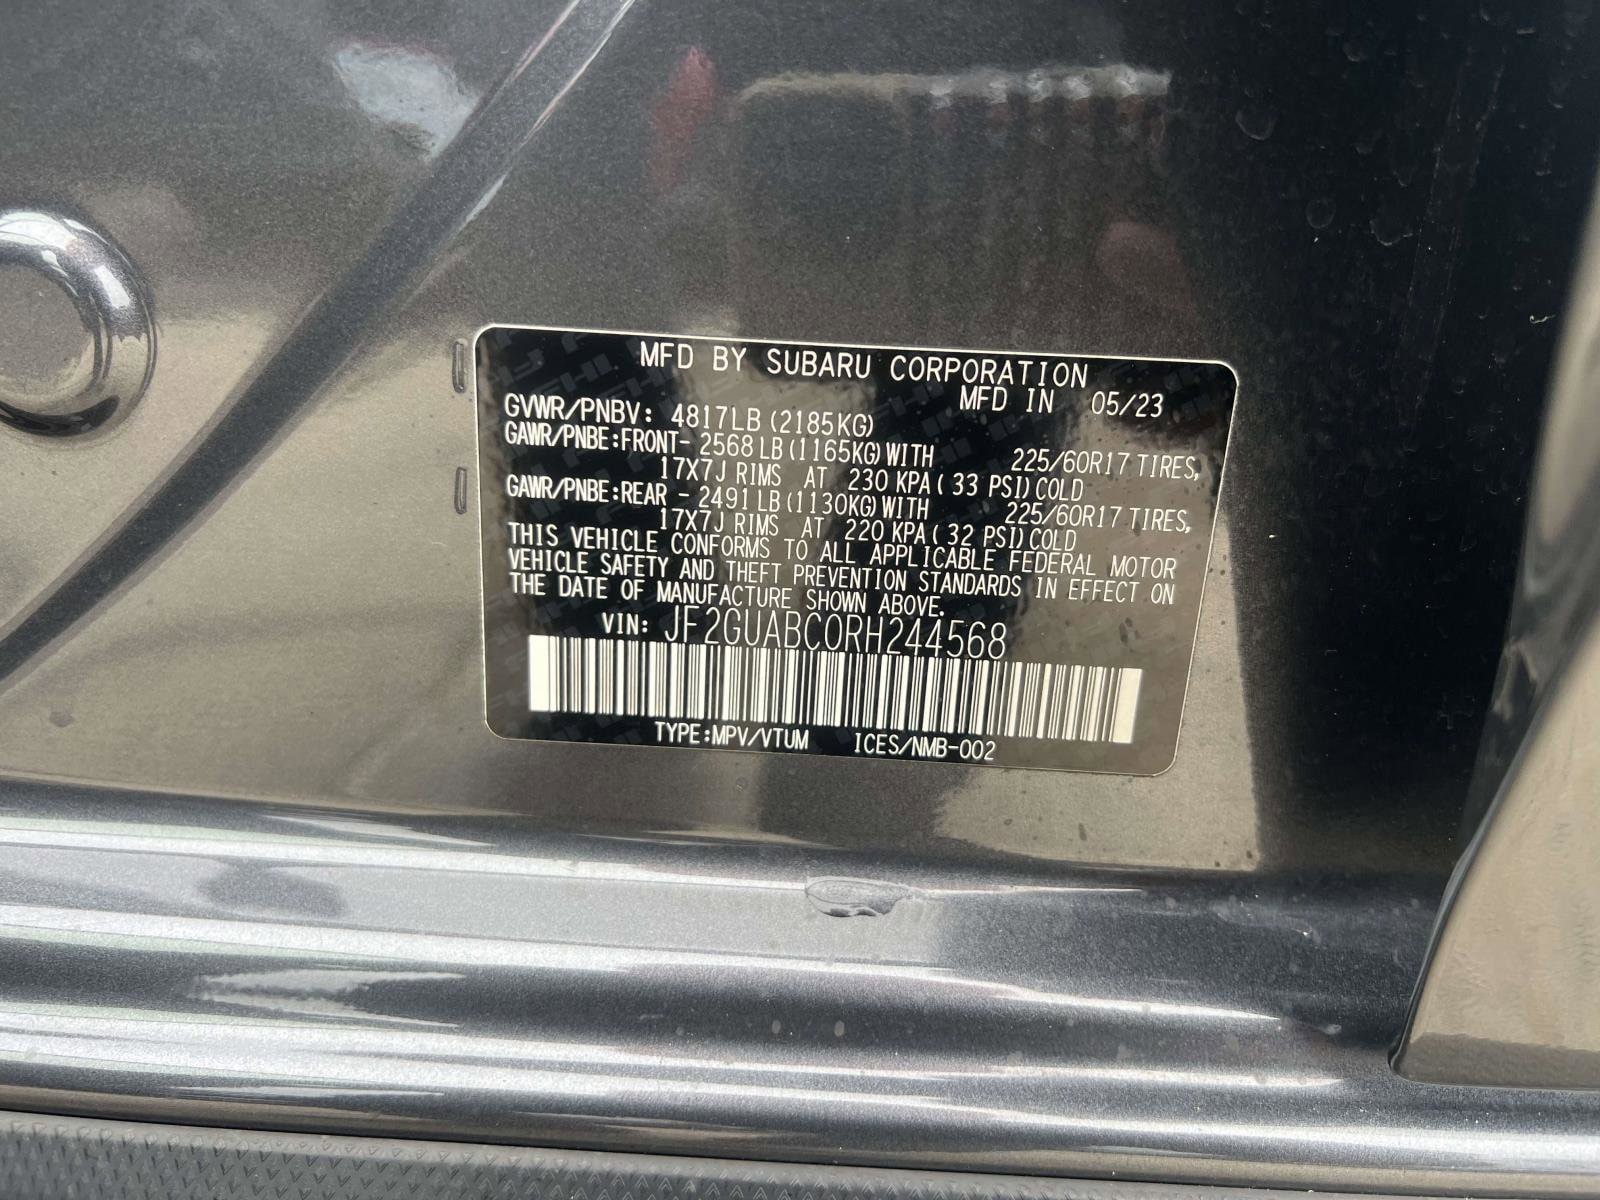 MFD BY SUBARU CORPORATION
MFD IN 05/23
GVWR/PNBV: 4817LB (2185KG)
GAWR/PNBE:FRONT- 2568 LB (1165KG) WITH 225/60R17 TIRES,
17X7J RIMS AT 230 KPA ( 33 PSI) COLD
GAWR/PNBE:REAR - 2491 LB (1130KG) WITH 225/60R17 TIRES,
17X7J RIMS AT 220 KPA ( 32 PSI) COLD
THIS VEHICLE CONFORMS TO ALL APPLICABLE FEDERAL MOTOR
VEHICLE SAFETY AND THEFT PREVENTION STANDARDS IN EFFECT ON
THE DATE OF MANUFACTURE SHOWN ABOVE.
VIN: JF2GUABC0RH244568
TYPE:MPV/VTUM ICES/NMB-002